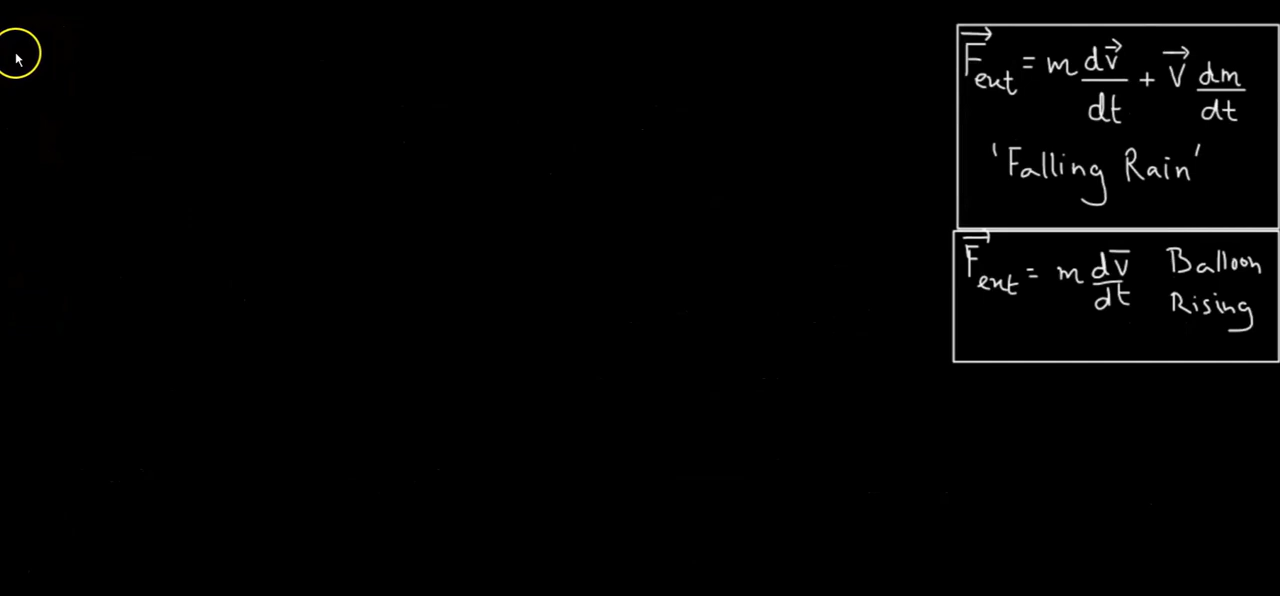 F⃗ext = m dv⃗/dt + v⃗ dm/dt
'Falling Rain'
F⃗ext = m dv̅/dt Balloon
Rising